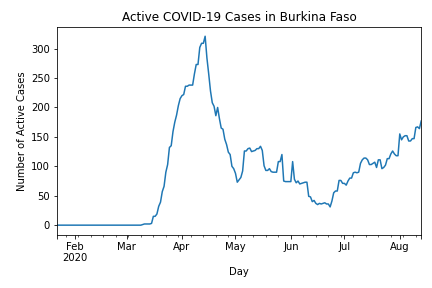 Active COVID-19 Cases in Burkina Faso
Number of Active Cases
300
250
200
150
100
50
0
Feb Mar Apr May Jun Jul Aug
2020
Day